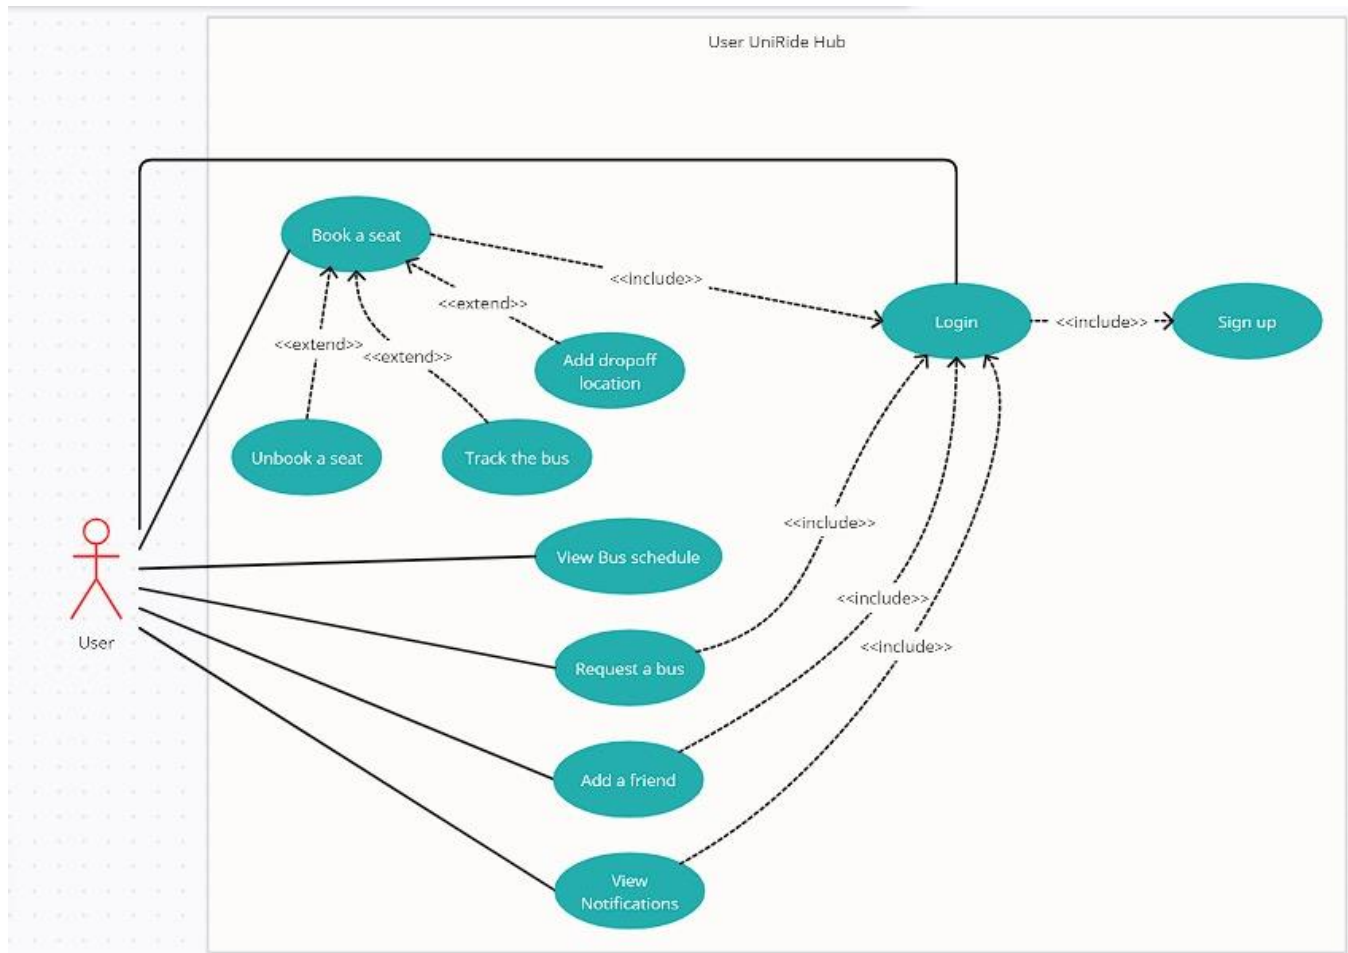 User UniRide Hub
Book a seat
<<include>>
<<extend>>
Login
<<include>>
Sign up
<<extend>>
<<extend>>
Add dropoff
location
Unbook a seat
Track the bus
<<include>>
View Bus schedule
<<include>>
User
<<include>>
Request a bus
Add a friend
View
Notifications